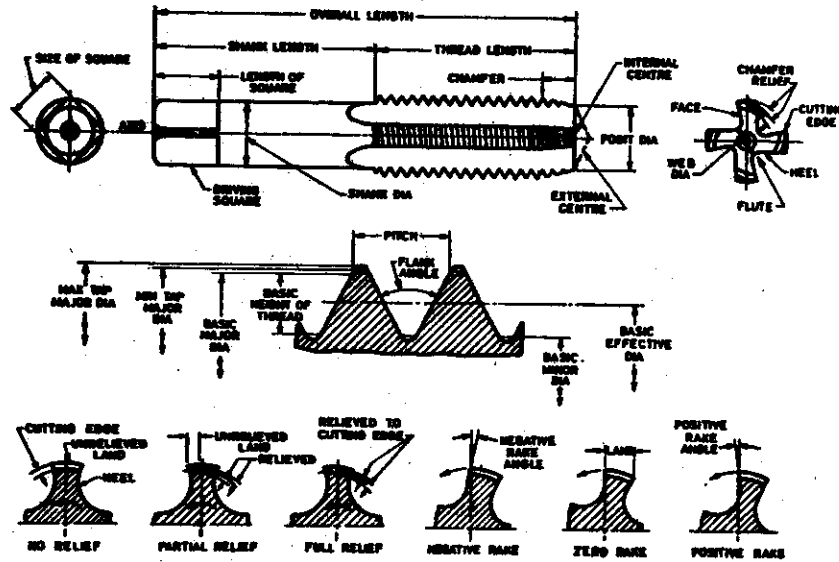 OVERALL LENGTH
SHANK LENGTH
THREAD LENGTH
INTERNAL
CENTRE
SIZE OF SQUARE
LENGTH OF
SQUARE
CHAMFER
CHAMFER
RELIEF
FACE
CUTTING
EDGE
AXIS
POINT DIA
WEB
DIA
HEEL
DRIVING
SQUARE
SHANK DIA
EXTERNAL
CENTRE
FLUTE
PITCH
FLANK
ANGLE
MAX TAP
MAJOR DIA
MIN TAP
MAJOR
DIA
BASIC
MAJOR
DIA
BASIC
HEIGHT OF
THREAD
BASIC
MINOR
DIA
BASIC
EFFECTIVE
DIA
CUTTING EDGE
UNRELIEVED
LAND
HEEL
UNRELIEVED
LAND
RELIEVED
RELIEVED TO
CUTTING EDGE
NEGATIVE
RAKE
ANGLE
LAND
POSITIVE
RAKE
ANGLE
NO RELIEF
PARTIAL RELIEF
FULL RELIEF
NEGATIVE RAKE
ZERO RAKE
POSITIVE RAKE